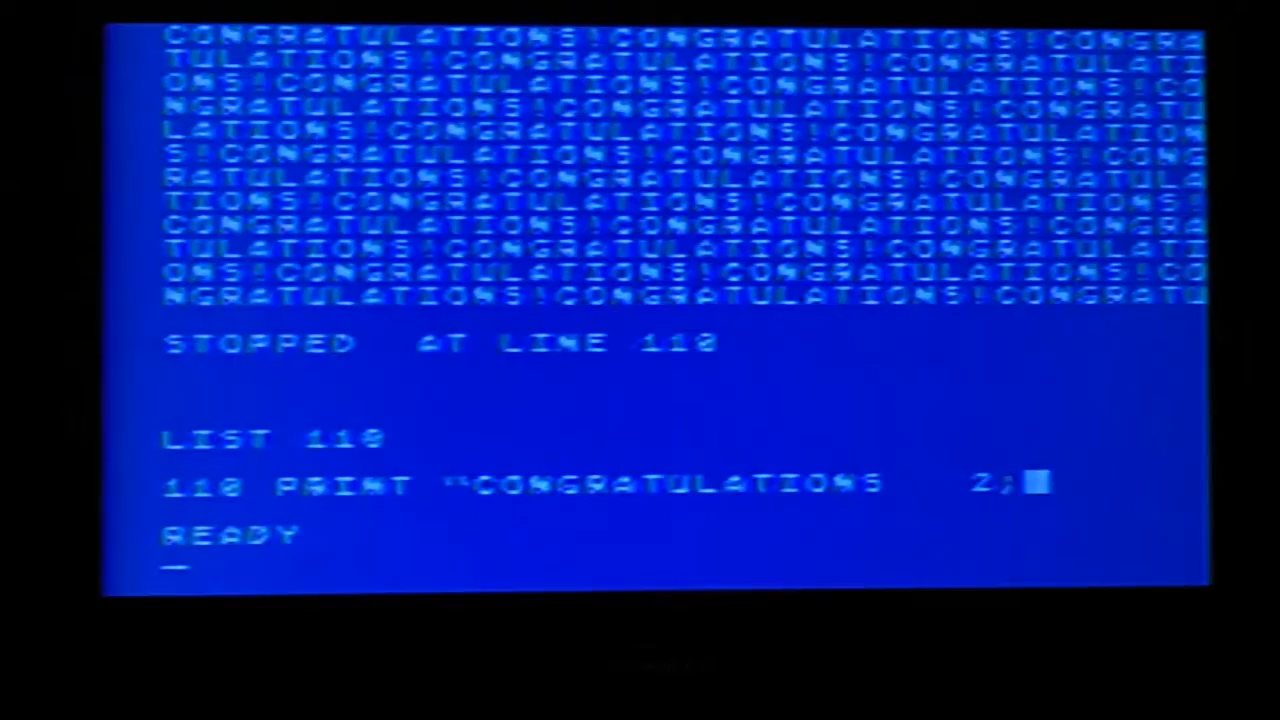 CONGRATULATIONS!CONGRATULATIONS!CONGRA
TULATIONS!CONGRATULATIONS!CONGRATULATI
ONS!CONGRATULATIONS!CONGRATULATIONS!CO
NGRATULATIONS!CONGRATULATIONS!CONGRATU
LATIONS!CONGRATULATIONS!CONGRATULATION
S!CONGRATULATIONS!CONGRATULATIONS!CONG
RATULATIONS!CONGRATULATIONS!CONGRATULA
TIONS!CONGRATULATIONS!CONGRATULATIONS!
CONGRATULATIONS!CONGRATULATIONS!CONGRA
TULATIONS!CONGRATULATIONS!CONGRATULATI
ONS!CONGRATULATIONS!CONGRATULATIONS!CO
NGRATULATIONS!CONGRATULATIONS!CONGRATU
STOPPED  AT LINE 110
LIST 110
110 PRINT "CONGRATULATIONS   2;
READY